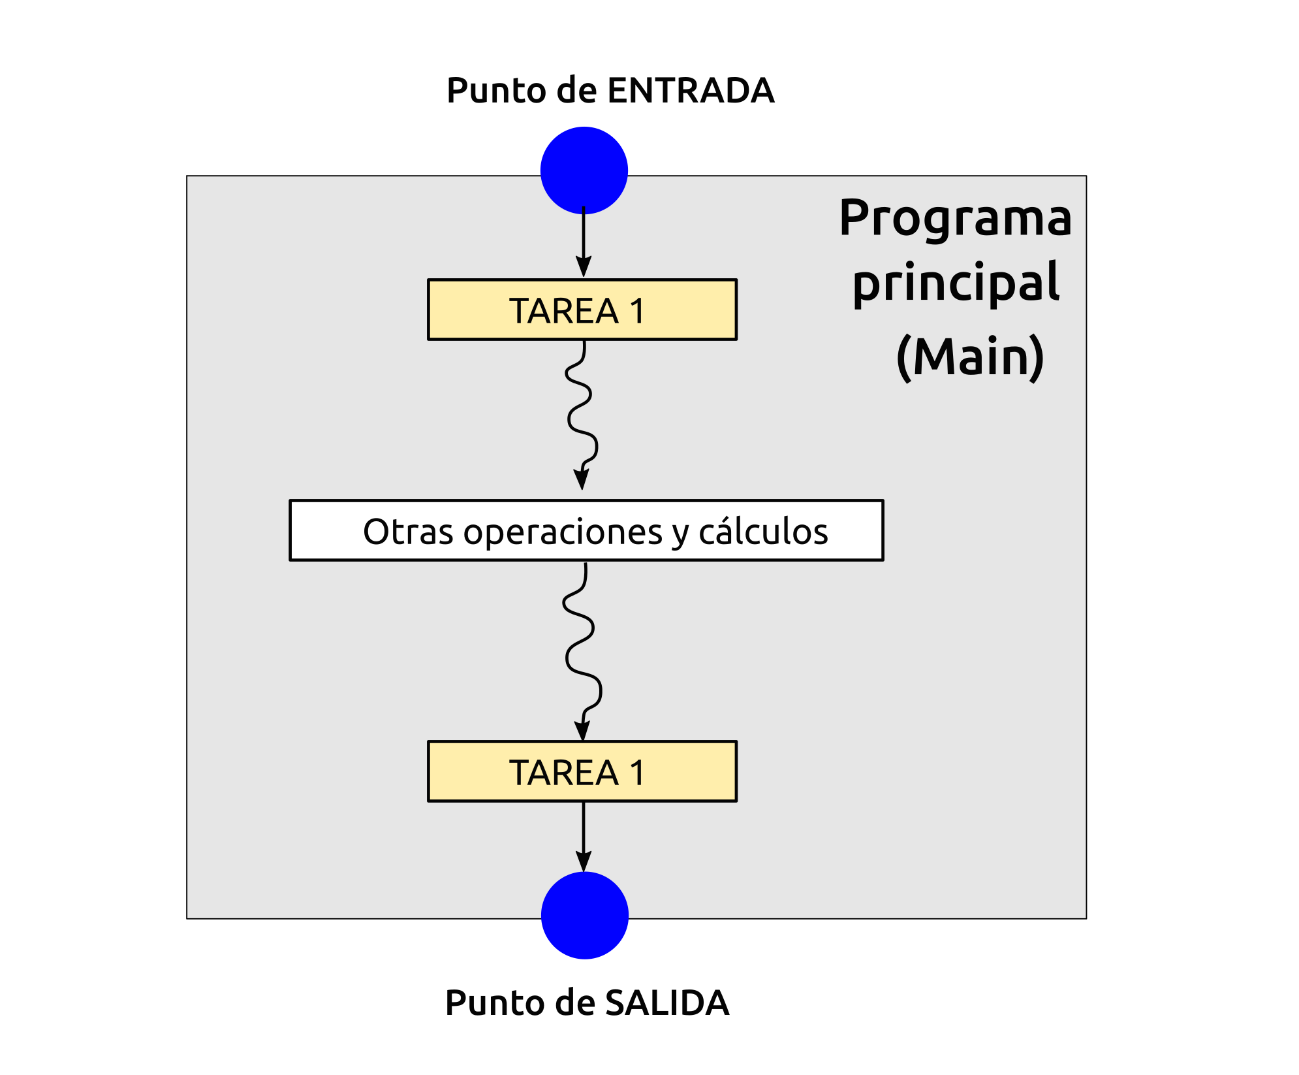 Punto de ENTRADA
Programa
principal
(Main)
TAREA 1
Otras operaciones y cálculos
TAREA 1
Punto de SALIDA